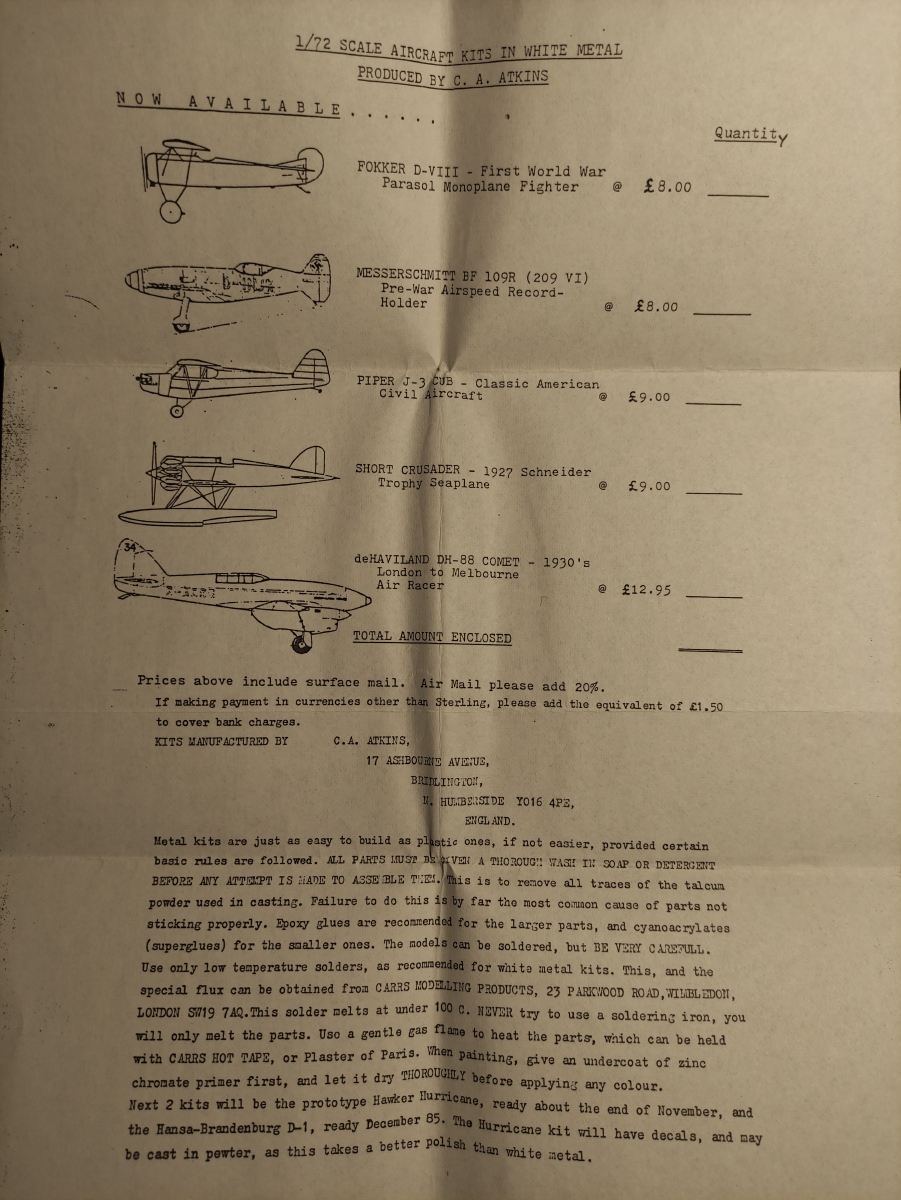 1/72 SCALE AIRCRAFT KITS IN WHITE METAL
PRODUCED BY C. A. ATKINS
NOW AVAILABLE . . . . . .
Quantity
FOKKER D-VIII - First World War
Parasol Monoplane Fighter @ £8.00
MESSERSCHMITT BF 109R (209 VI)
Pre-War Airspeed Record-
Holder @ £8.00
PIPER J-3 CUB - Classic American
Civil Aircraft @ £9.00
SHORT CRUSADER - 1927 Schneider
Trophy Seaplane @ £9.00
34
deHAVILAND DH-88 COMET - 1930's
London to Melbourne
Air Racer @ £12.95
TOTAL AMOUNT ENCLOSED
Prices above include surface mail. Air Mail please add 20%.
If making payment in currencies other than Sterling, please add the equivalent of £1.50
to cover bank charges.
KITS MANUFACTURED BY C.A. ATKINS,
17 ASHBOURNE AVENUE,
BRIDLINGTON,
N. HUMBERSIDE YO16 4PE,
ENGLAND.
Metal kits are just as easy to build as plastic ones, if not easier, provided certain
basic rules are followed. ALL PARTS MUST BE GIVEN A THOROUGH WASH IN SOAP OR DETERGENT
BEFORE ANY ATTEMPT IS MADE TO ASSEMBLE THEM. This is to remove all traces of the talcum
powder used in casting. Failure to do this is by far the most common cause of parts not
sticking properly. Epoxy glues are recommended for the larger parts, and cyanoacrylates
(superglues) for the smaller ones. The models can be soldered, but BE VERY CAREFULL.
Use only low temperature solders, as recommended for white metal kits. This, and the
special flux can be obtained from CARRS MODELLING PRODUCTS, 23 PARKWOOD ROAD,WIMBLEDON,
LONDON SW19 7AQ.This solder melts at under 100 C. NEVER try to use a soldering iron, you
will only melt the parts. Use a gentle gas flame to heat the parts, which can be held
with CARRS HOT TAPE, or Plaster of Paris. When painting, give an undercoat of zinc
chromate primer first, and let it dry THOROUGHLY before applying any colour.
Next 2 kits will be the prototype Hawker Hurricane, ready about the end of November, and
the Hansa-Brandenburg D-1, ready December 85. The Hurricane kit will have decals, and may
be cast in pewter, as this takes a better polish than white metal.